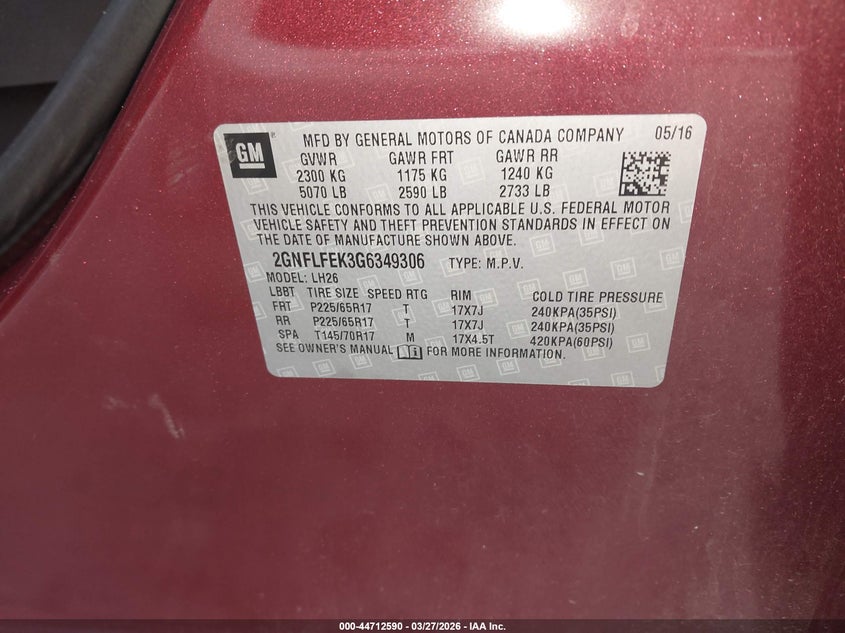 GM
MFD BY GENERAL MOTORS OF CANADA COMPANY 05/16
GVWR GAWR FRT GAWR RR
2300 KG 1175 KG 1240 KG
5070 LB 2590 LB 2733 LB
THIS VEHICLE CONFORMS TO ALL APPLICABLE U.S. FEDERAL MOTOR
VEHICLE SAFETY AND THEFT PREVENTION STANDARDS IN EFFECT ON
THE DATE OF MANUFACTURE SHOWN ABOVE.
2GNFLFEK3G6349306 TYPE: M.P.V.
MODEL: LH26
LBBT TIRE SIZE SPEED RTG RIM COLD TIRE PRESSURE
FRT P225/65R17 T 17X7J 240KPA(35PSI)
RR P225/65R17 T 17X7J 240KPA(35PSI)
SPA T145/70R17 M 17X4.5T 420KPA(60PSI)
SEE OWNER'S MANUAL FOR MORE INFORMATION.
000-44712590 — 03/27/2026 — IAA Inc.